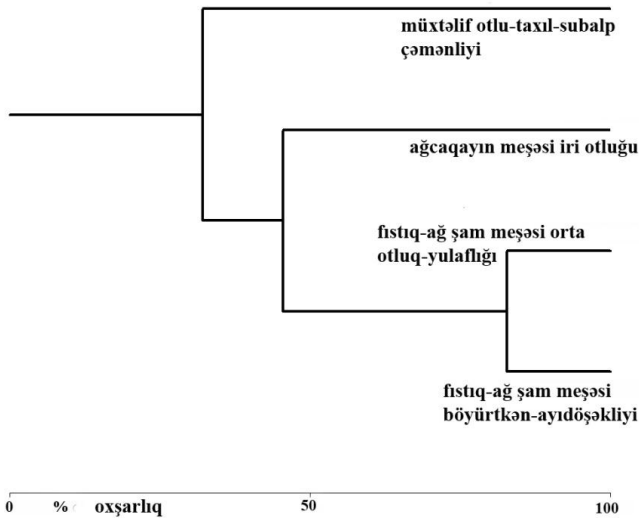 müxtəlif otlu-taxıl-subalp
çəmənliyi
ağcaqayın meşəsi iri otluğu
fıstıq-ağ şam meşəsi orta
otluq-yulaflığı
fıstıq-ağ şam meşəsi
böyürtkən-ayıdöşəkliyi
0 % oxşarlıq 50 100